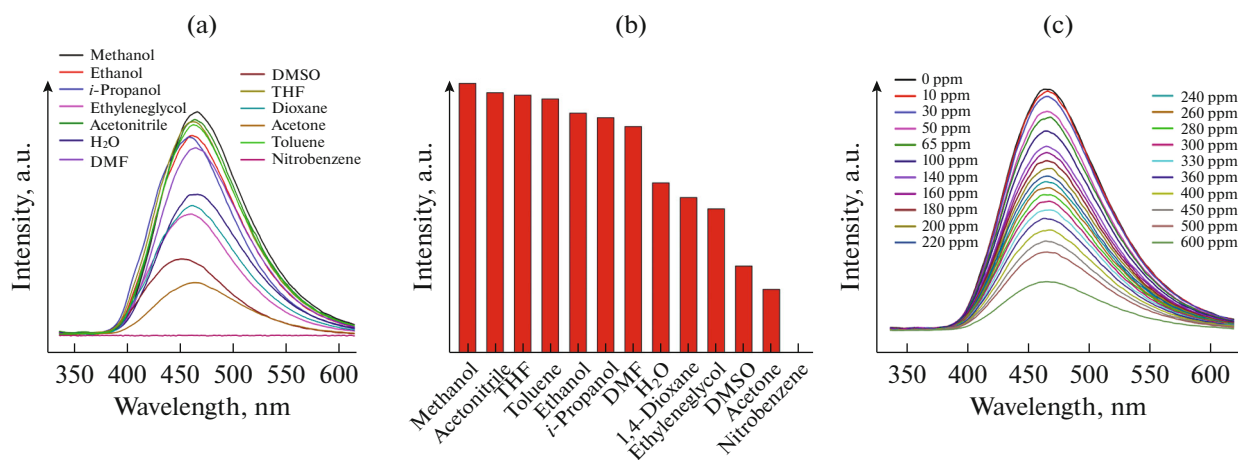 (a)
Methanol
Ethanol
i-Propanol
Ethyleneglycol
Acetonitrile
H₂O
DMF
DMSO
THF
Dioxane
Acetone
Toluene
Nitrobenzene
Intensity, a.u.
350 400 450 500 550 600
Wavelength, nm
(b)
Intensity, a.u.
Methanol
Acetonitrile
THF
Toluene
Ethanol
i-Propanol
DMF
H₂O
1,4-Dioxane
Ethyleneglycol
DMSO
Acetone
Nitrobenzene
(c)
0 ppm
10 ppm
30 ppm
50 ppm
65 ppm
100 ppm
140 ppm
160 ppm
180 ppm
200 ppm
220 ppm
240 ppm
260 ppm
280 ppm
300 ppm
330 ppm
360 ppm
400 ppm
450 ppm
500 ppm
600 ppm
Intensity, a.u.
350 400 450 500 550 600
Wavelength, nm